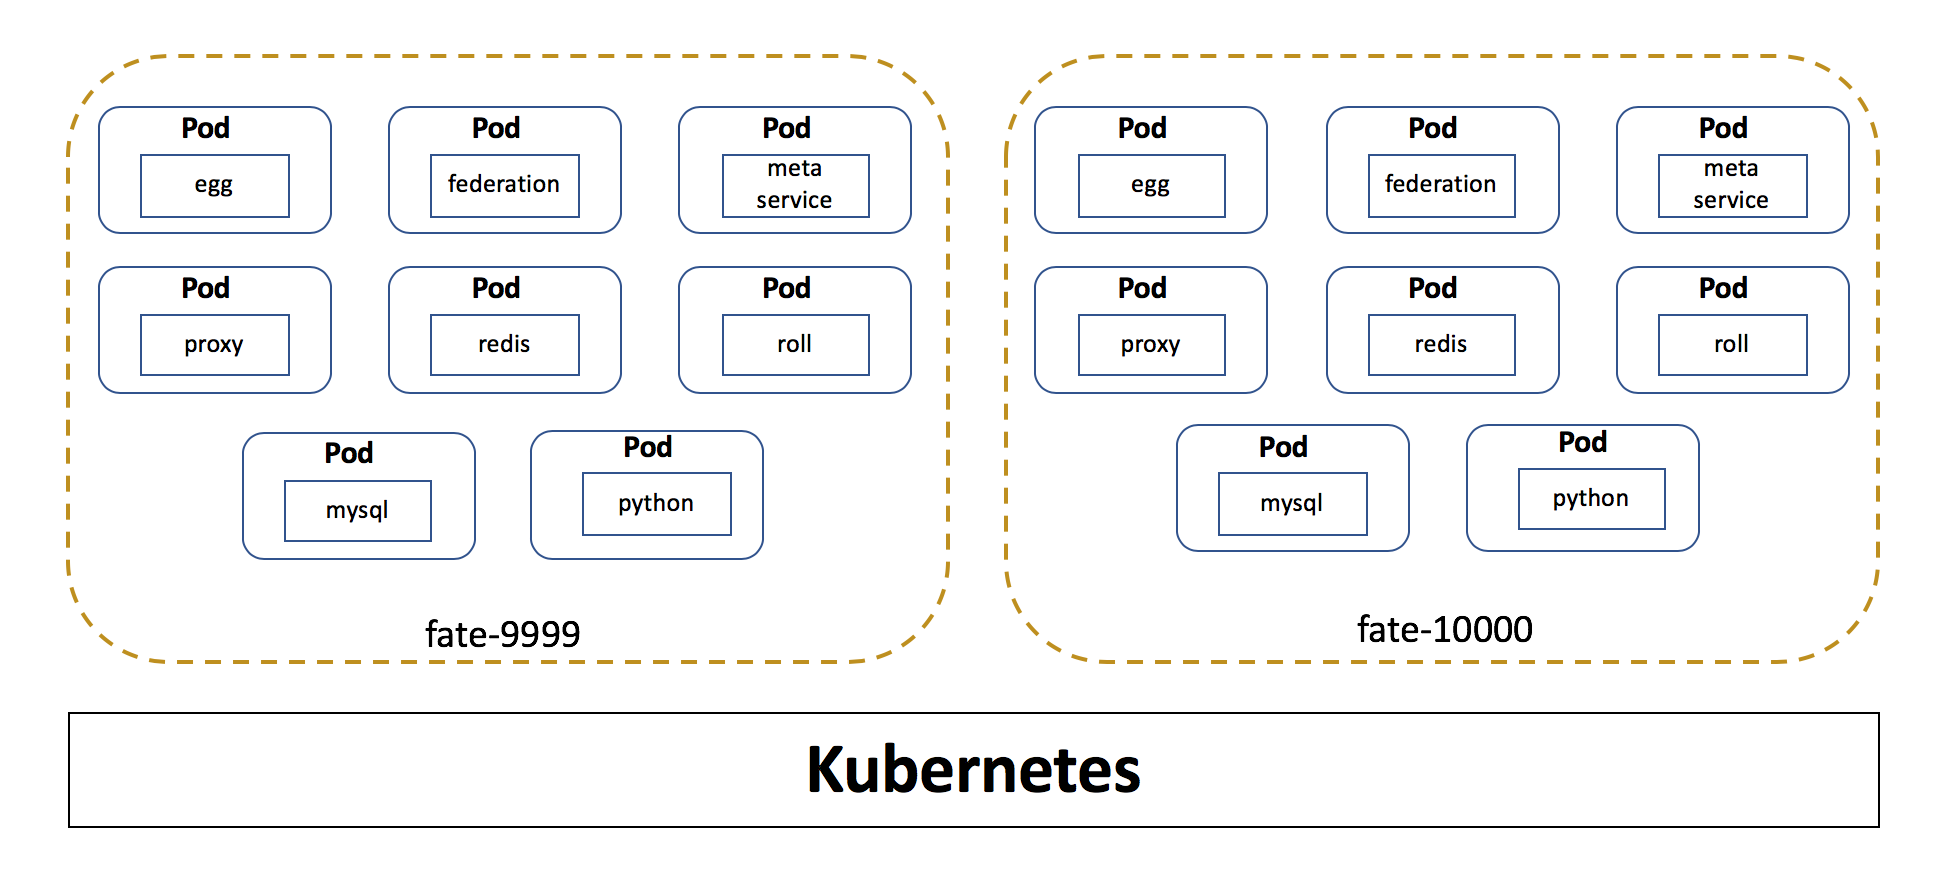 Pod
egg
Pod
federation
Pod
meta
service
Pod
proxy
Pod
redis
Pod
roll
Pod
mysql
Pod
python
fate-9999
Pod
egg
Pod
federation
Pod
meta
service
Pod
proxy
Pod
redis
Pod
roll
Pod
mysql
Pod
python
fate-10000
Kubernetes